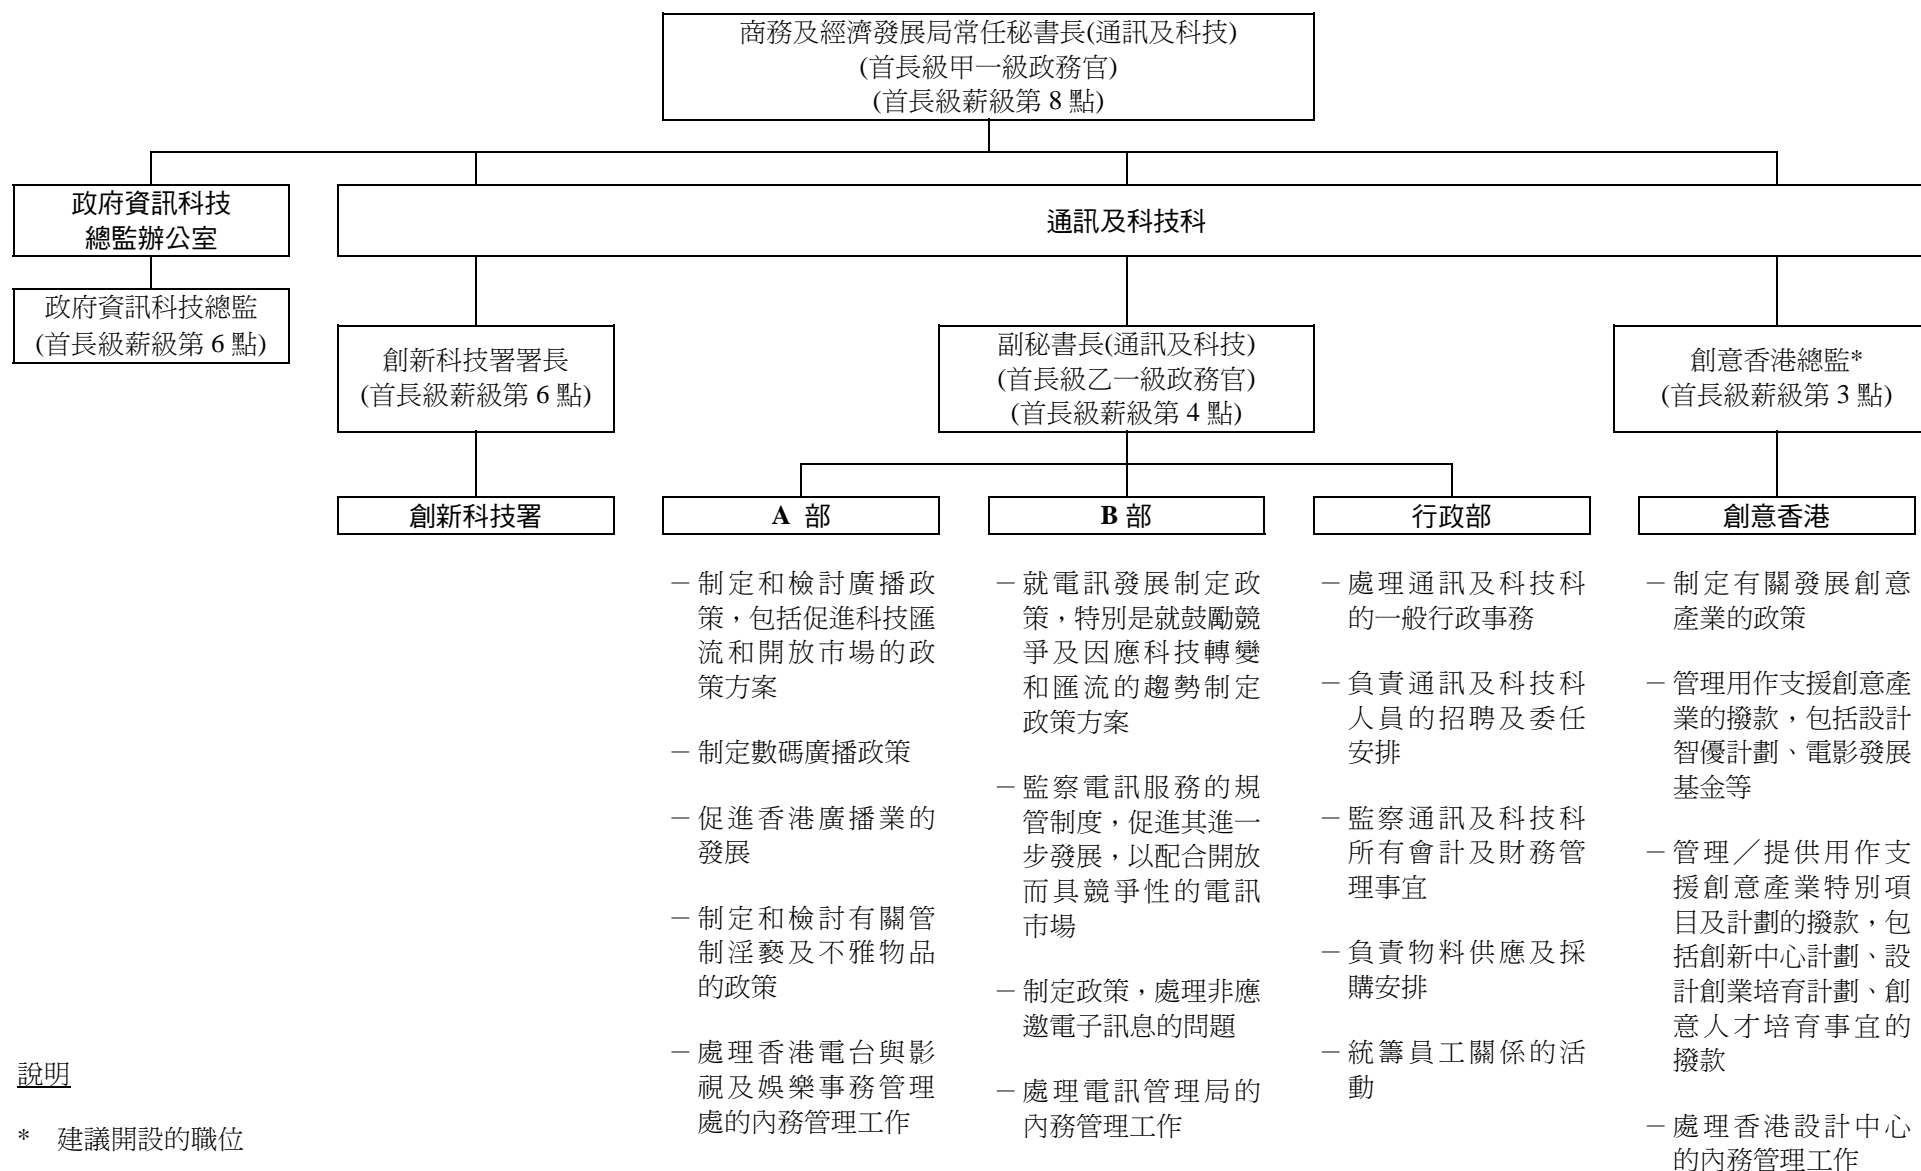 商務及經濟發展局常任秘書長(通訊及科技)
(首長級甲一級政務官)
(首長級薪級第 8 點)
政府資訊科技
總監辦公室
通訊及科技科
政府資訊科技總監
(首長級薪級第 6 點)
創新科技署署長
(首長級薪級第 6 點)
副秘書長(通訊及科技)
(首長級乙一級政務官)
(首長級薪級第 4 點)
創意香港總監*
(首長級薪級第 3 點)
創新科技署
A 部
B 部
行政部
創意香港
－制定和檢討廣播政
策，包括促進科技匯
流和開放市場的政
策方案
－制定數碼廣播政策
－促進香港廣播業的
發展
－制定和檢討有關管
制淫褻及不雅物品
的政策
－處理香港電台與影
視及娛樂事務管理
處的內務管理工作
－就電訊發展制定政
策，特別是就鼓勵競
爭及因應科技轉變
和匯流的趨勢制定
政策方案
－監察電訊服務的規
管制度，促進其進一
步發展，以配合開放
而具競爭性的電訊
市場
－制定政策，處理非應
邀電子訊息的問題
－處理電訊管理局的
內務管理工作
－處理通訊及科技科
的一般行政事務
－負責通訊及科技科
人員的招聘及委任
安排
－監察通訊及科技科
所有會計及財務管
理事宜
－負責物料供應及採
購安排
－統籌員工關係的活
動
－制定有關發展創意
產業的政策
－管理用作支援創意產
業的撥款，包括設計
智優計劃、電影發展
基金等
－管理／提供用作支
援創意產業特別項
目及計劃的撥款，包
括創新中心計劃、設
計創業培育計劃、創
意人才培育事宜的
撥款
－處理香港設計中心
的內務管理工作
說明
* 建議開設的職位